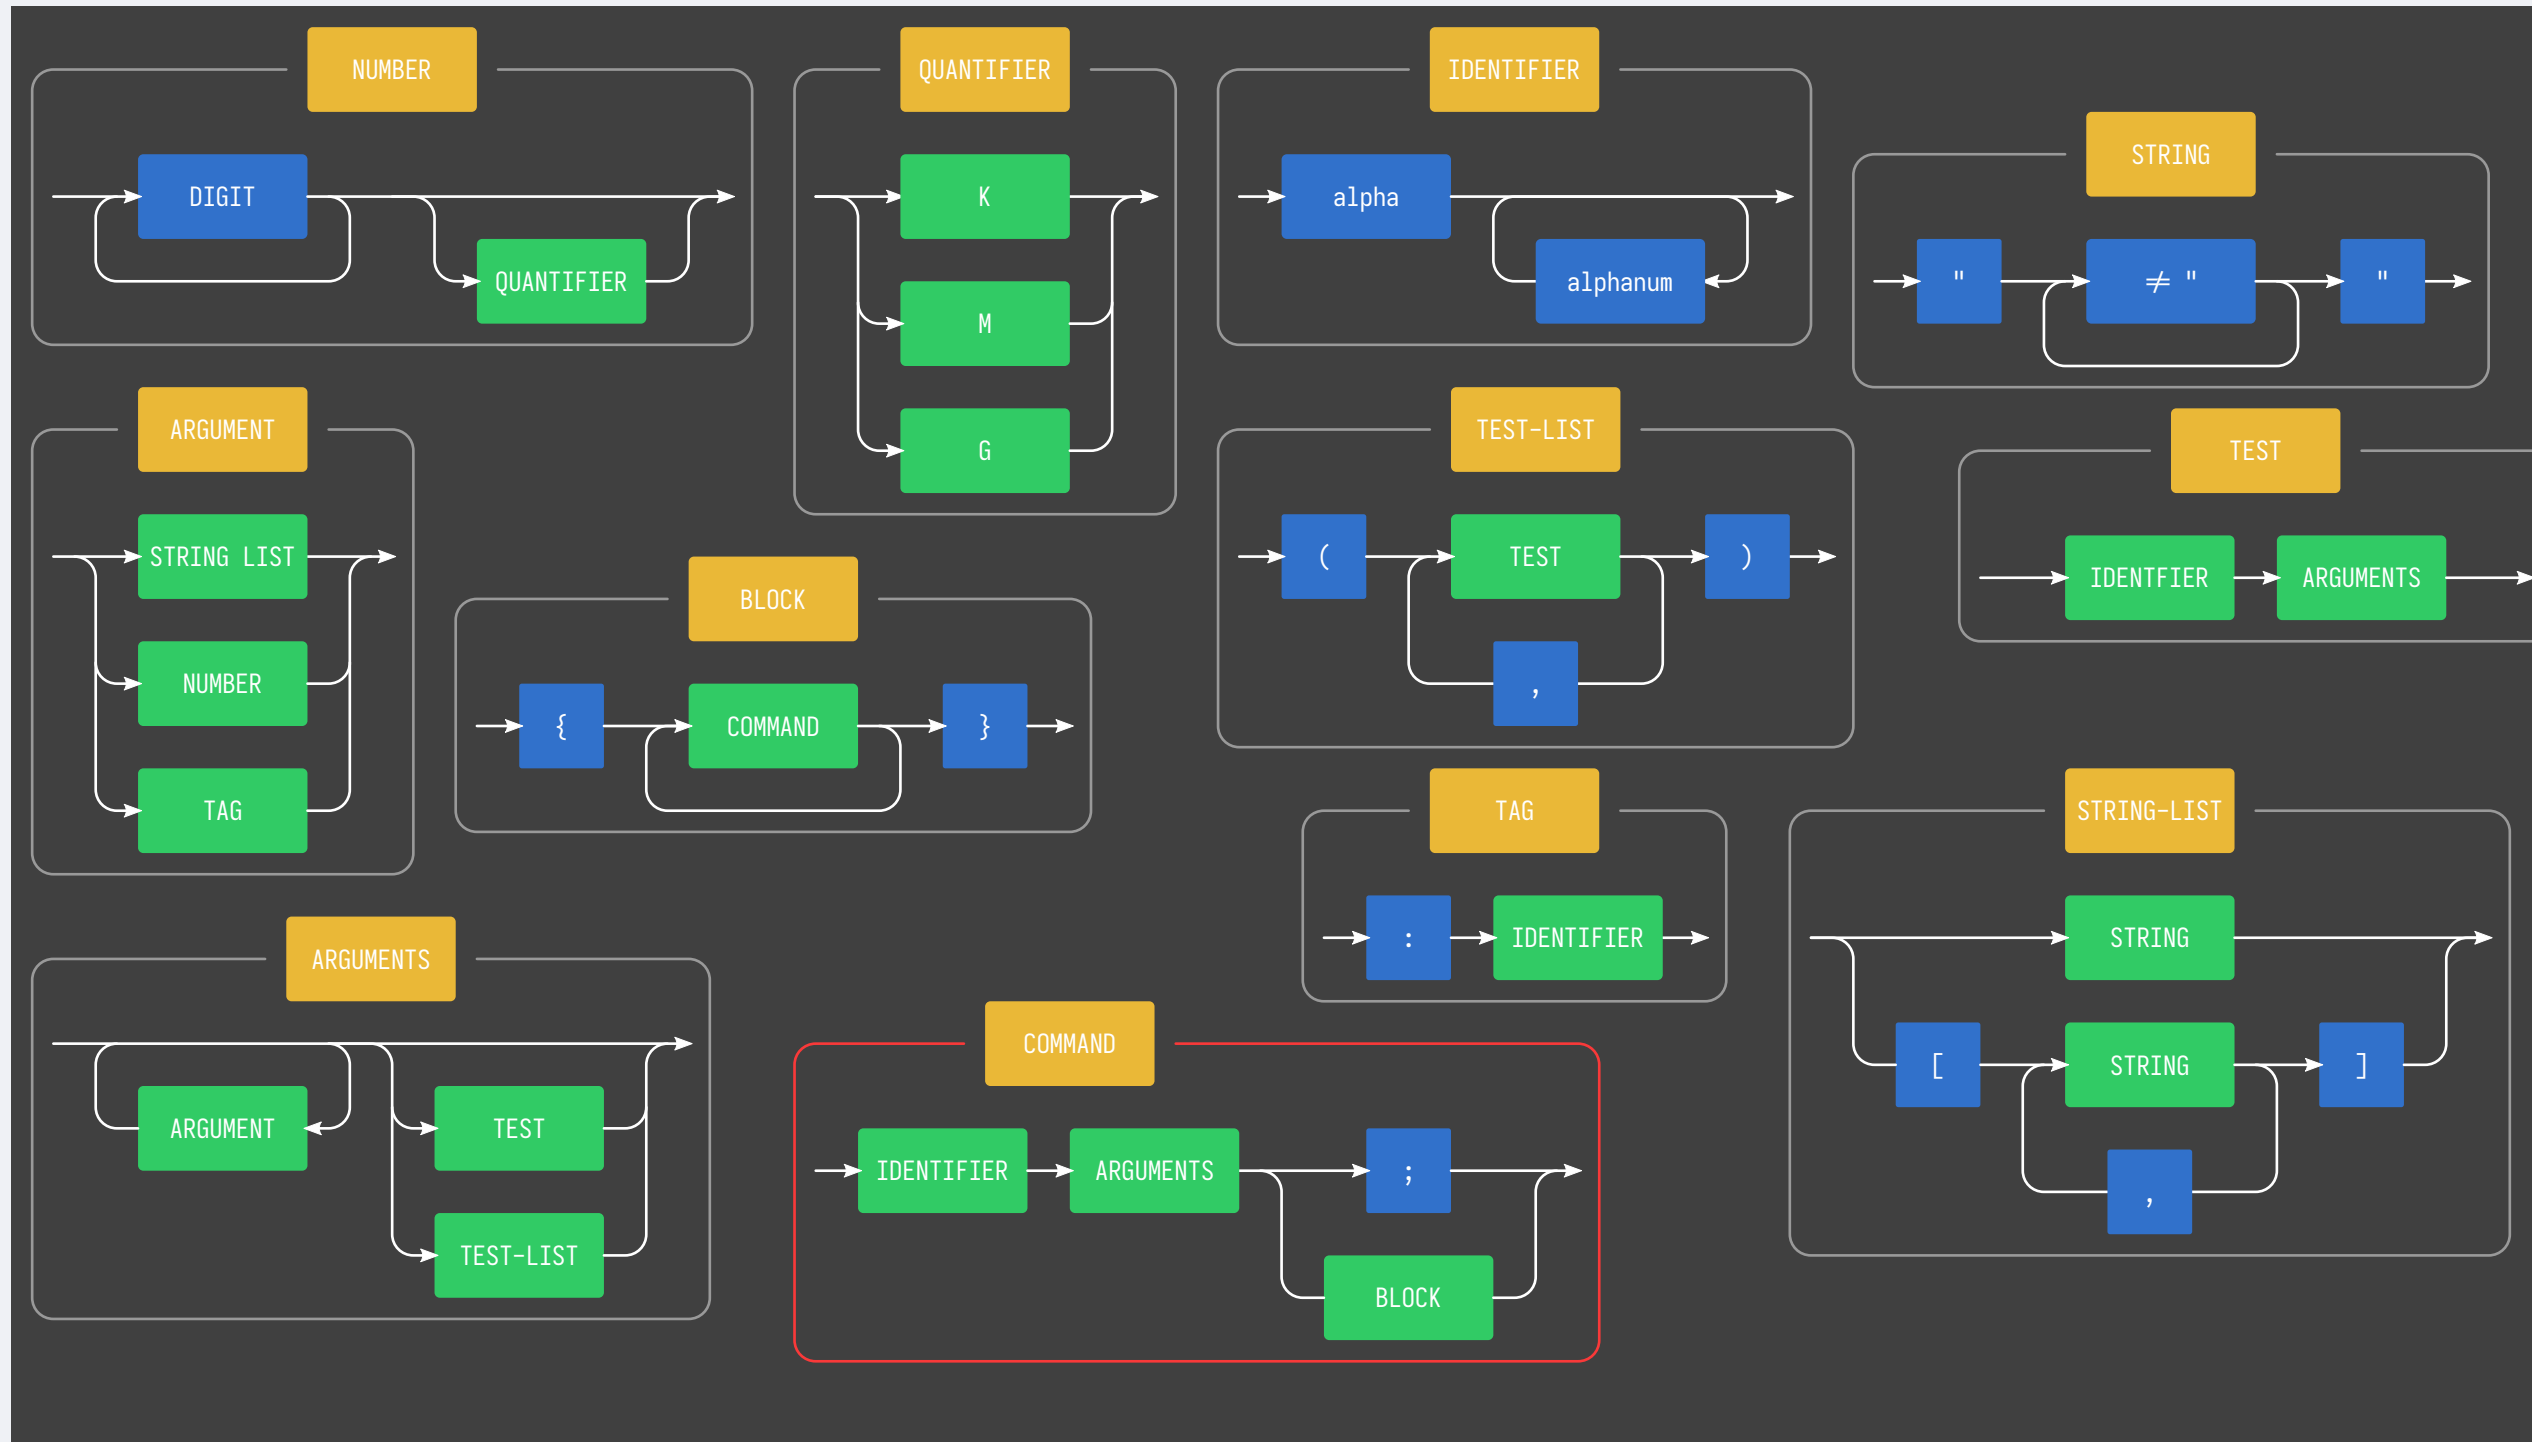 NUMBER
DIGIT
QUANTIFIER
QUANTIFIER
K
M
G
IDENTIFIER
alpha
alphanum
STRING
"
≠ "
"
ARGUMENT
STRING LIST
NUMBER
TAG
BLOCK
{
COMMAND
}
TEST-LIST
(
TEST
)
,
TEST
IDENTFIER
ARGUMENTS
TAG
:
IDENTIFIER
STRING-LIST
STRING
[
STRING
]
,
ARGUMENTS
ARGUMENT
TEST
TEST-LIST
COMMAND
IDENTIFIER
ARGUMENTS
;
BLOCK